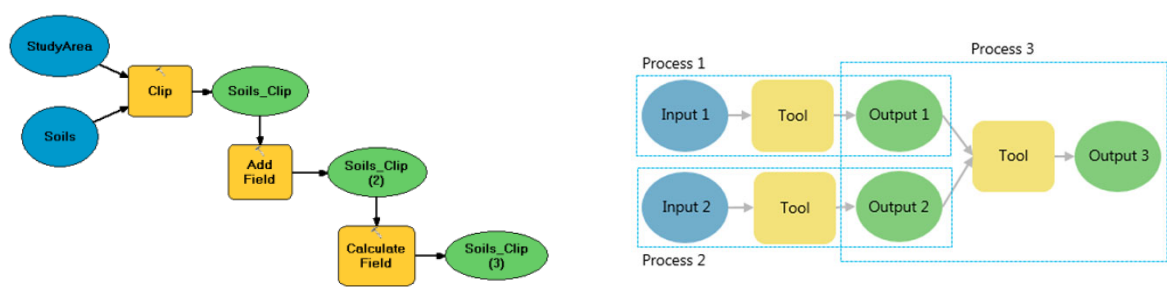 StudyArea
Soils
Clip
Soils_Clip
Add
Field
Soils_Clip
(2)
Calculate
Field
Soils_Clip
(3)
Process 3
Process 1
Input 1
Tool
Output 1
Tool
Output 3
Input 2
Tool
Output 2
Process 2